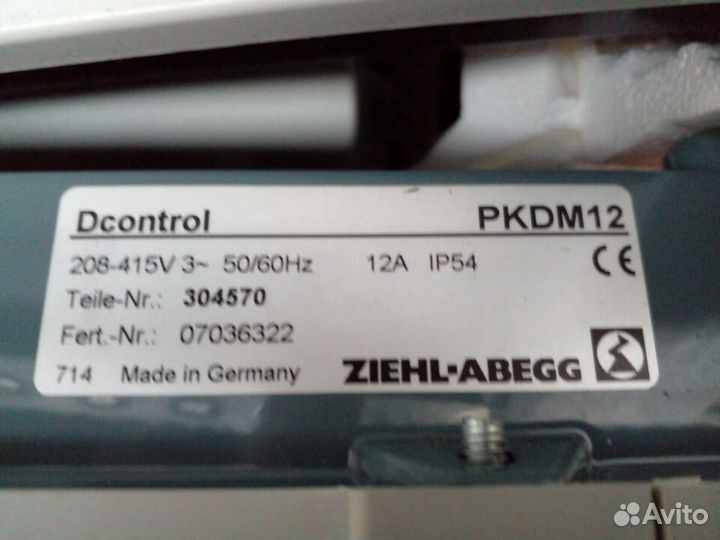 Dcontrol PKDM12
208-415V 3~ 50/60Hz 12A IP54 CE
Teile-Nr.: 304570
Fert.-Nr.: 07036322
714 Made in Germany ZIEHL-ABEGG
Avito